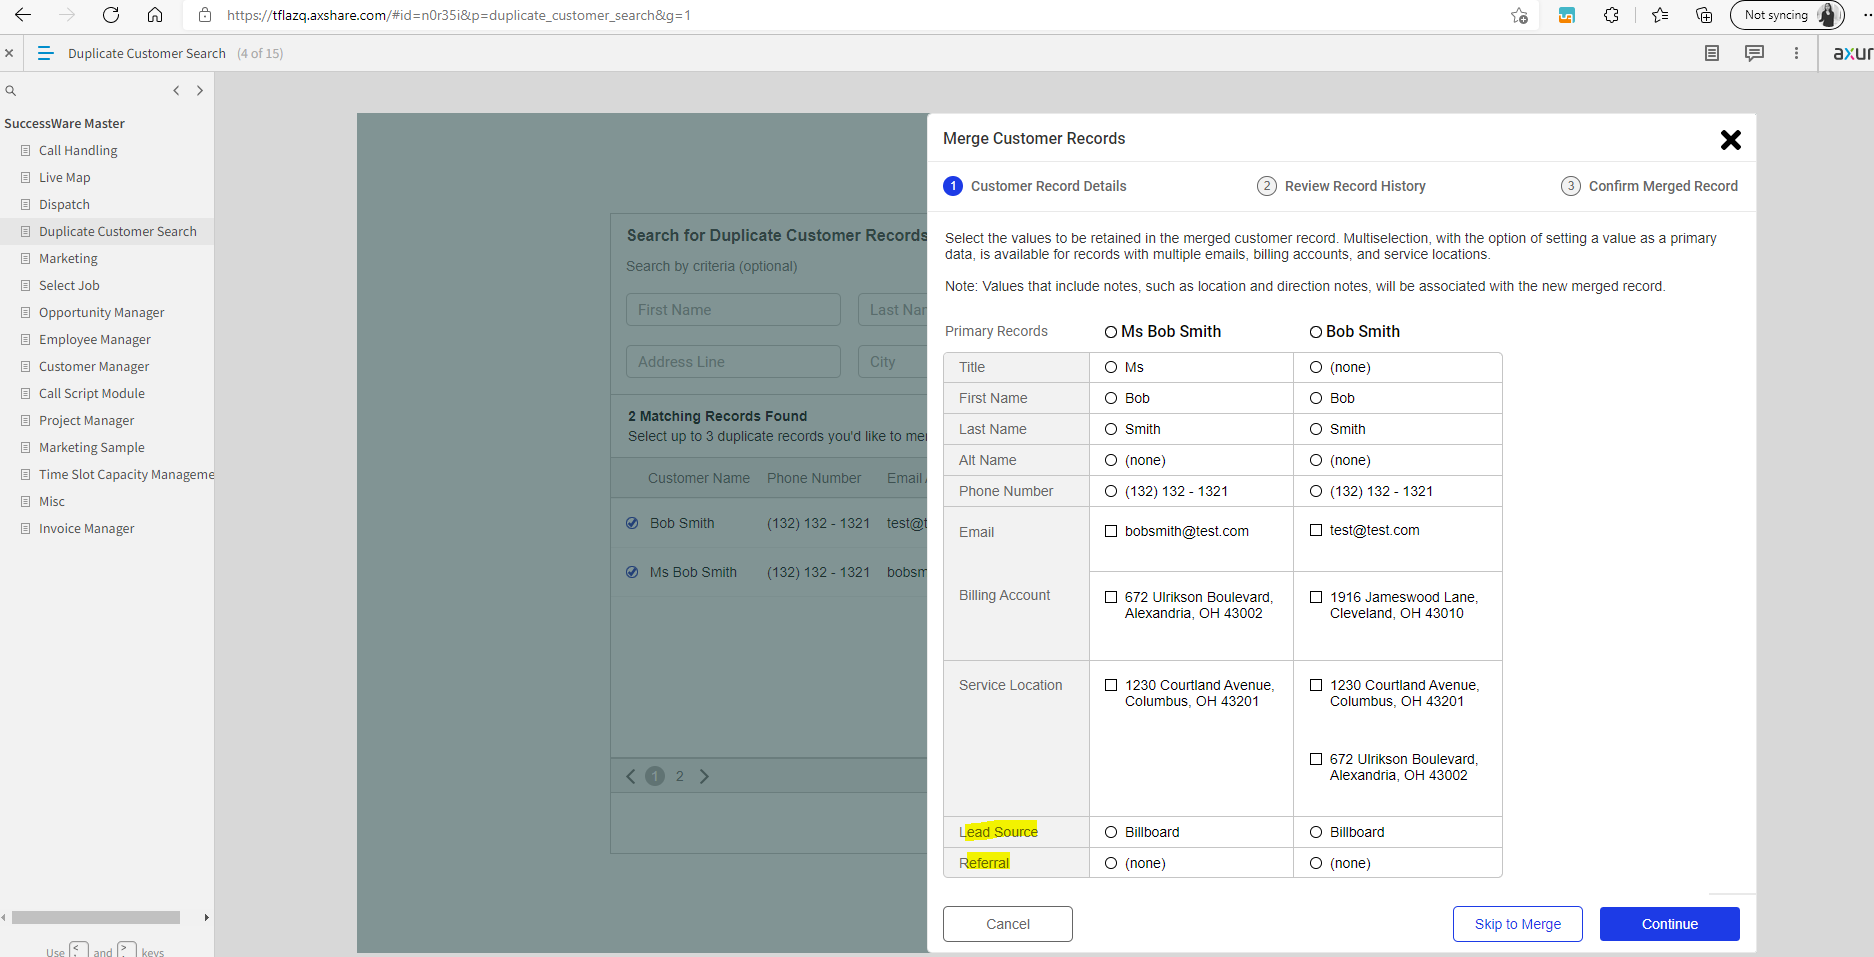 https://tflazq.axshare.com/#id=n0r35i&p=duplicate_customer_search&g=1
Not syncing
Duplicate Customer Search (4 of 15)
axur
SuccessWare Master
Call Handling
Live Map
Dispatch
Duplicate Customer Search
Marketing
Select Job
Opportunity Manager
Employee Manager
Customer Manager
Call Script Module
Project Manager
Marketing Sample
Time Slot Capacity Manageme
Misc
Invoice Manager
Use < and > keys
Search for Duplicate Customer Records
Search by criteria (optional)
First Name
Last Nar
Address Line
City
2 Matching Records Found
Select up to 3 duplicate records you'd like to mer
Customer Name Phone Number Email A
Bob Smith (132) 132 - 1321 test@t
Ms Bob Smith (132) 132 - 1321 bobsm
1 2
Merge Customer Records
1 Customer Record Details
2 Review Record History
3 Confirm Merged Record
Select the values to be retained in the merged customer record. Multiselection, with the option of setting a value as a primary
data, is available for records with multiple emails, billing accounts, and service locations.
Note: Values that include notes, such as location and direction notes, will be associated with the new merged record.
Primary Records Ms Bob Smith Bob Smith
Title Ms (none)
First Name Bob Bob
Last Name Smith Smith
Alt Name (none) (none)
Phone Number (132) 132 - 1321 (132) 132 - 1321
Email bobsmith@test.com test@test.com
Billing Account
672 Ulrikson Boulevard,
Alexandria, OH 43002
1916 Jameswood Lane,
Cleveland, OH 43010
Service Location
1230 Courtland Avenue,
Columbus, OH 43201
1230 Courtland Avenue,
Columbus, OH 43201
672 Ulrikson Boulevard,
Alexandria, OH 43002
Lead Source Billboard Billboard
Referral (none) (none)
Cancel
Skip to Merge
Continue